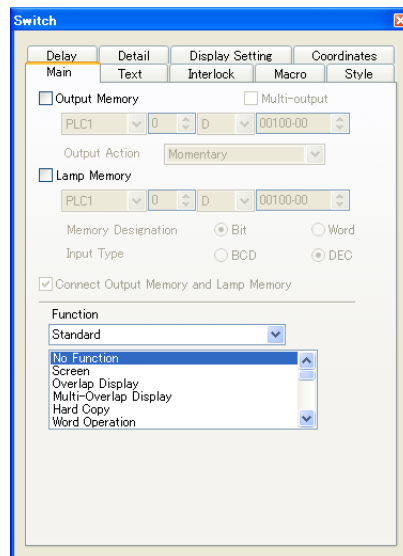 Switch
Delay Detail Display Setting Coordinates
Main Text Interlock Macro Style
Output Memory Multi-output
PLC1 0 D 00100-00
Output Action Momentary
Lamp Memory
PLC1 0 D 00100-00
Memory Designation Bit Word
Input Type BCD DEC
Connect Output Memory and Lamp Memory
Function
Standard
No Function
Screen
Overlap Display
Multi-Overlap Display
Hard Copy
Word Operation